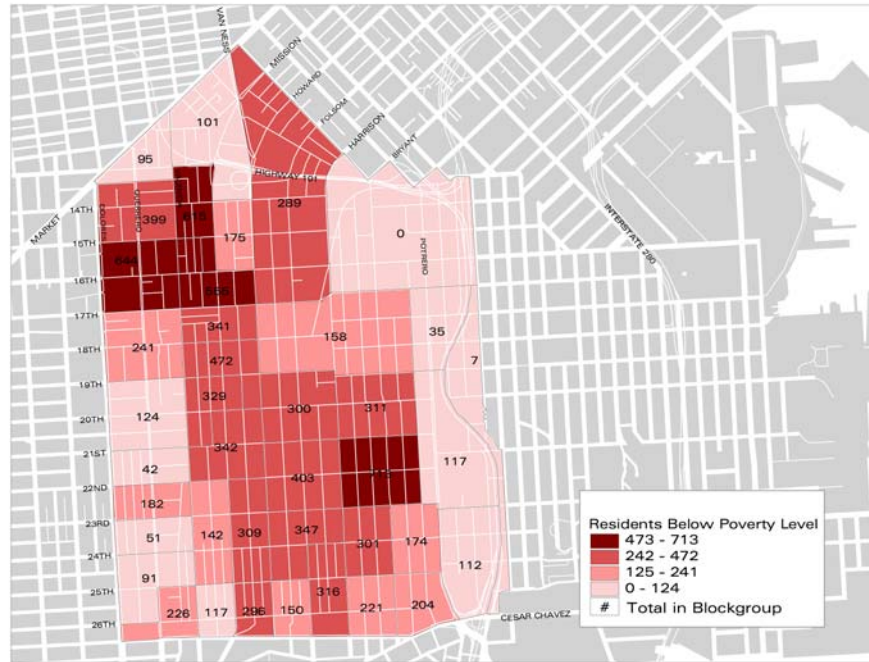 VAN NESS
MISSION
HOWARD
FOLSOM
HARRISON
BRYANT
101
95
HIGHWAY 101
MARKET
DOLORES
GUERRERO
14TH
399
289
175
0
POTRERO
INTERSTATE 280
15TH
644
16TH
17TH
341
158
35
241
18TH
472
7
19TH
329
300
311
124
20TH
342
21ST
42
403
117
22ND
182
23RD
51
142
309
347
301
174
24TH
91
112
25TH
226
117
296
150
316
221
204
26TH
CESAR CHAVEZ
Residents Below Poverty Level
473 - 713
242 - 472
125 - 241
0 - 124
# Total in Blockgroup